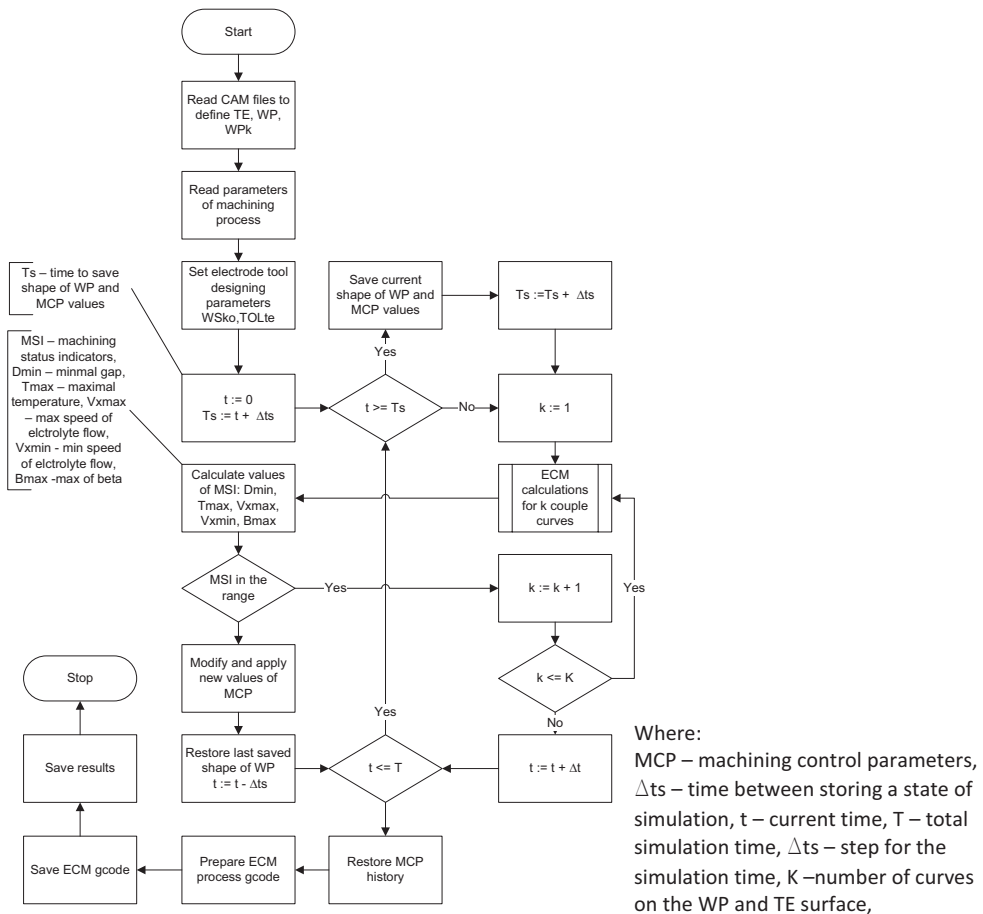 Start
Read CAM files to
define TE, WP,
WPk
Read parameters
of machining
process
Ts – time to save
shape of WP and
MCP values
Set electrode tool
designing
parameters
WSko,TOLte
Save current
shape of WP and
MCP values
Ts :=Ts + Δts
MSI – machining
status indicators,
Dmin – minmal gap,
Tmax – maximal
temperature, Vxmax
– max speed of
elctrolyte flow,
Vxmin - min speed
of elctrolyte flow,
Bmax -max of beta
Yes
t := 0
Ts := t + Δts
t >= Ts
No
k := 1
Calculate values
of MSI: Dmin,
Tmax, Vxmax,
Vxmin, Bmax
ECM
calculations
for k couple
curves
MSI in the
range
Yes
k := k + 1
Yes
Modify and apply
new values of
MCP
k <= K
Stop
Yes
No
Restore last saved
shape of WP
t := t - Δts
t <= T
t := t + Δt
Save results
Save ECM gcode
Prepare ECM
process gcode
Restore MCP
history
Where:
MCP – machining control parameters,
Δts – time between storing a state of
simulation, t – current time, T – total
simulation time, Δts – step for the
simulation time, K –number of curves
on the WP and TE surface,